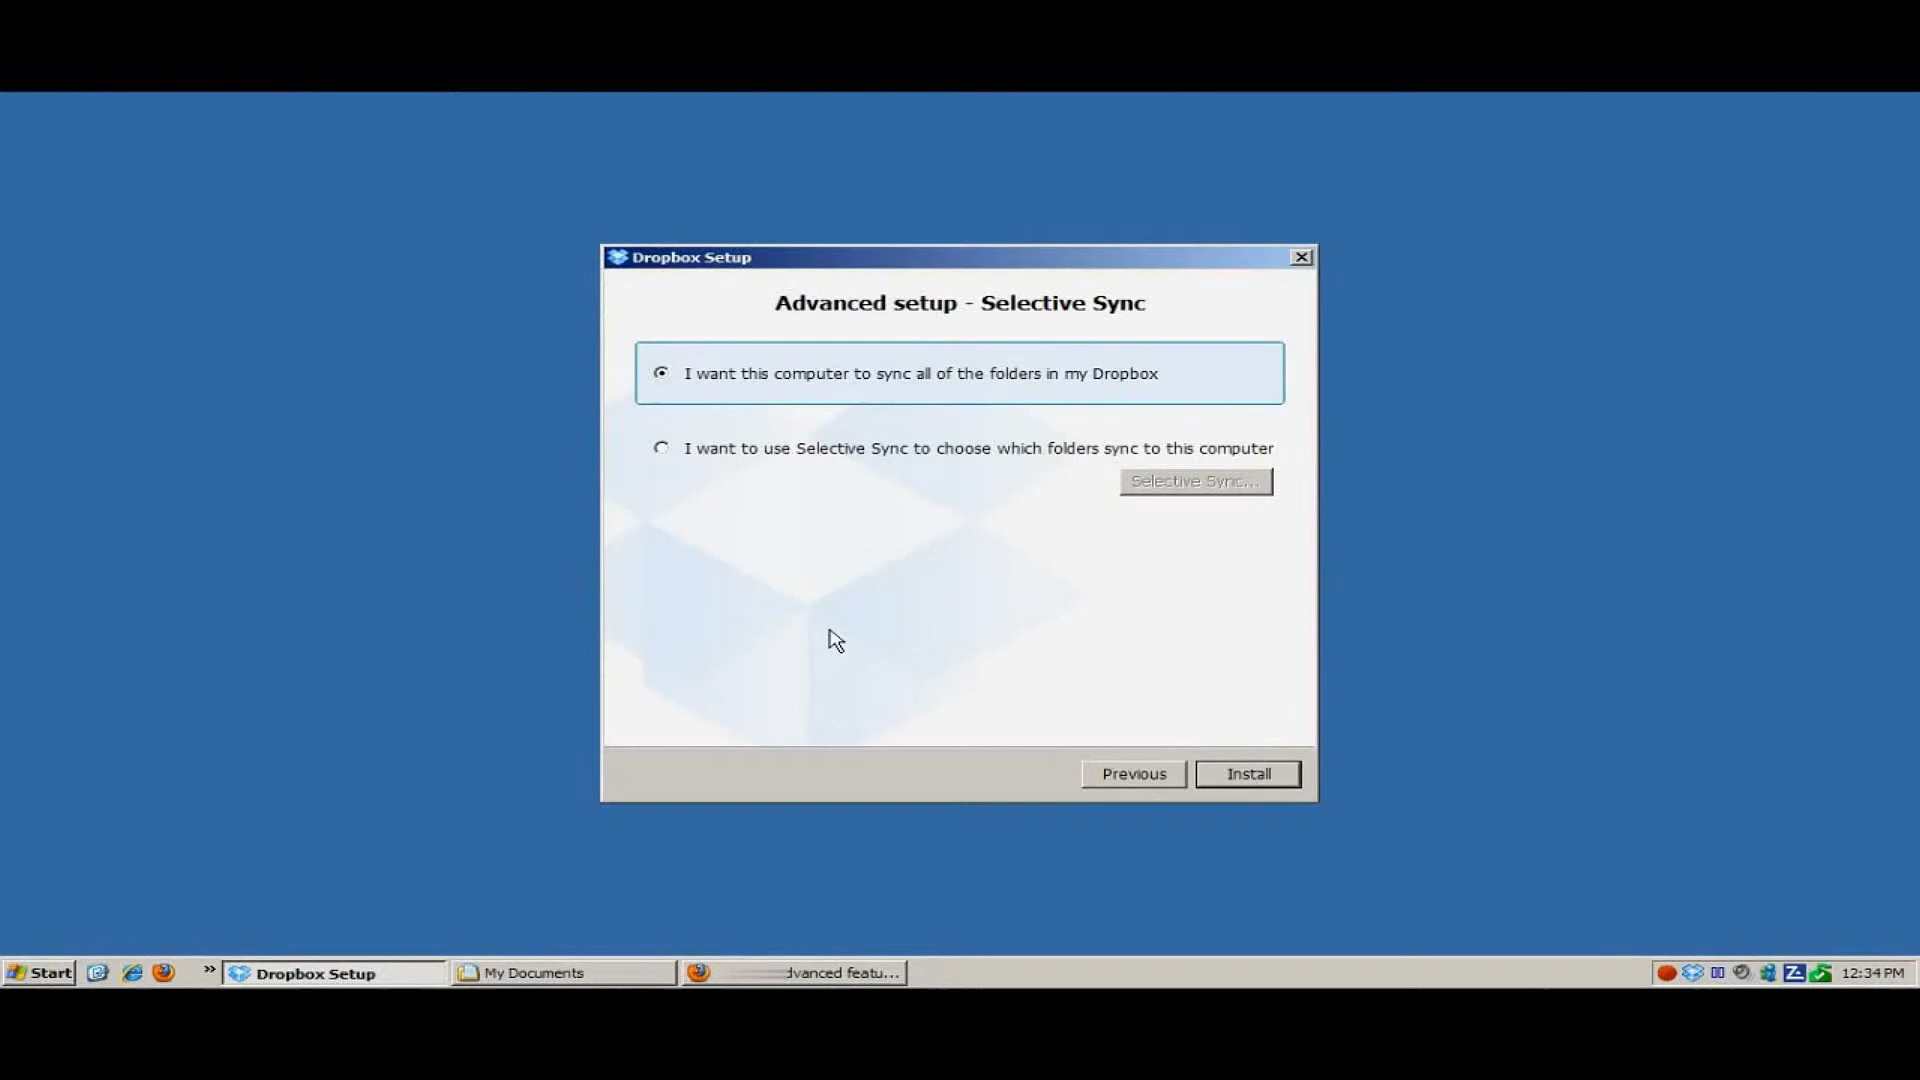 Dropbox Setup
Advanced setup - Selective Sync
I want this computer to sync all of the folders in my Dropbox
I want to use Selective Sync to choose which folders sync to this computer
Selective Sync...
Previous
Install
Start
»
Dropbox Setup
My Documents
dvanced featu...
12:34 PM